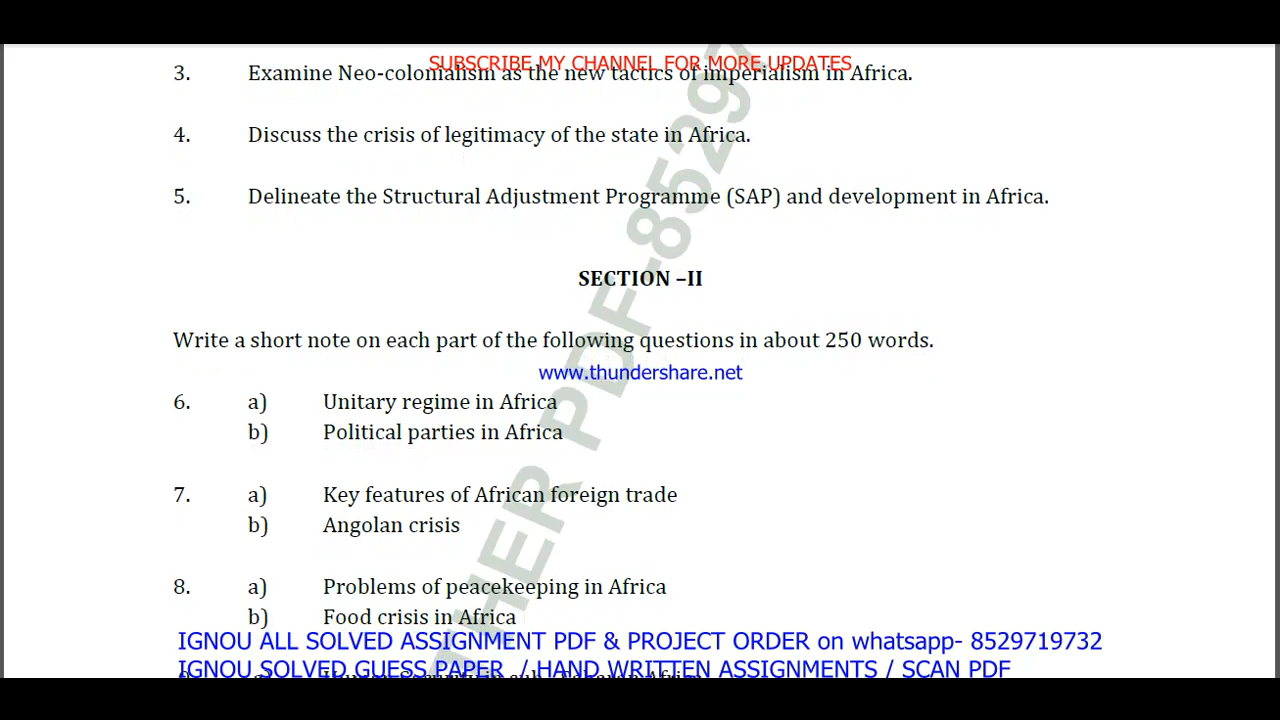 SUBSCRIBE MY CHANNEL FOR MORE UPDATES
3. Examine Neo-colonialism as the new tactics of imperialism in Africa.
4. Discuss the crisis of legitimacy of the state in Africa.
5. Delineate the Structural Adjustment Programme (SAP) and development in Africa.
SECTION –II
Write a short note on each part of the following questions in about 250 words.
www.thundershare.net
6. a) Unitary regime in Africa
b) Political parties in Africa
7. a) Key features of African foreign trade
b) Angolan crisis
8. a) Problems of peacekeeping in Africa
b) Food crisis in Africa
IGNOU ALL SOLVED ASSIGNMENT PDF & PROJECT ORDER on whatsapp- 8529719732
IGNOU SOLVED GUESS PAPER / HAND WRITTEN ASSIGNMENTS / SCAN PDF
THER PDF-85297